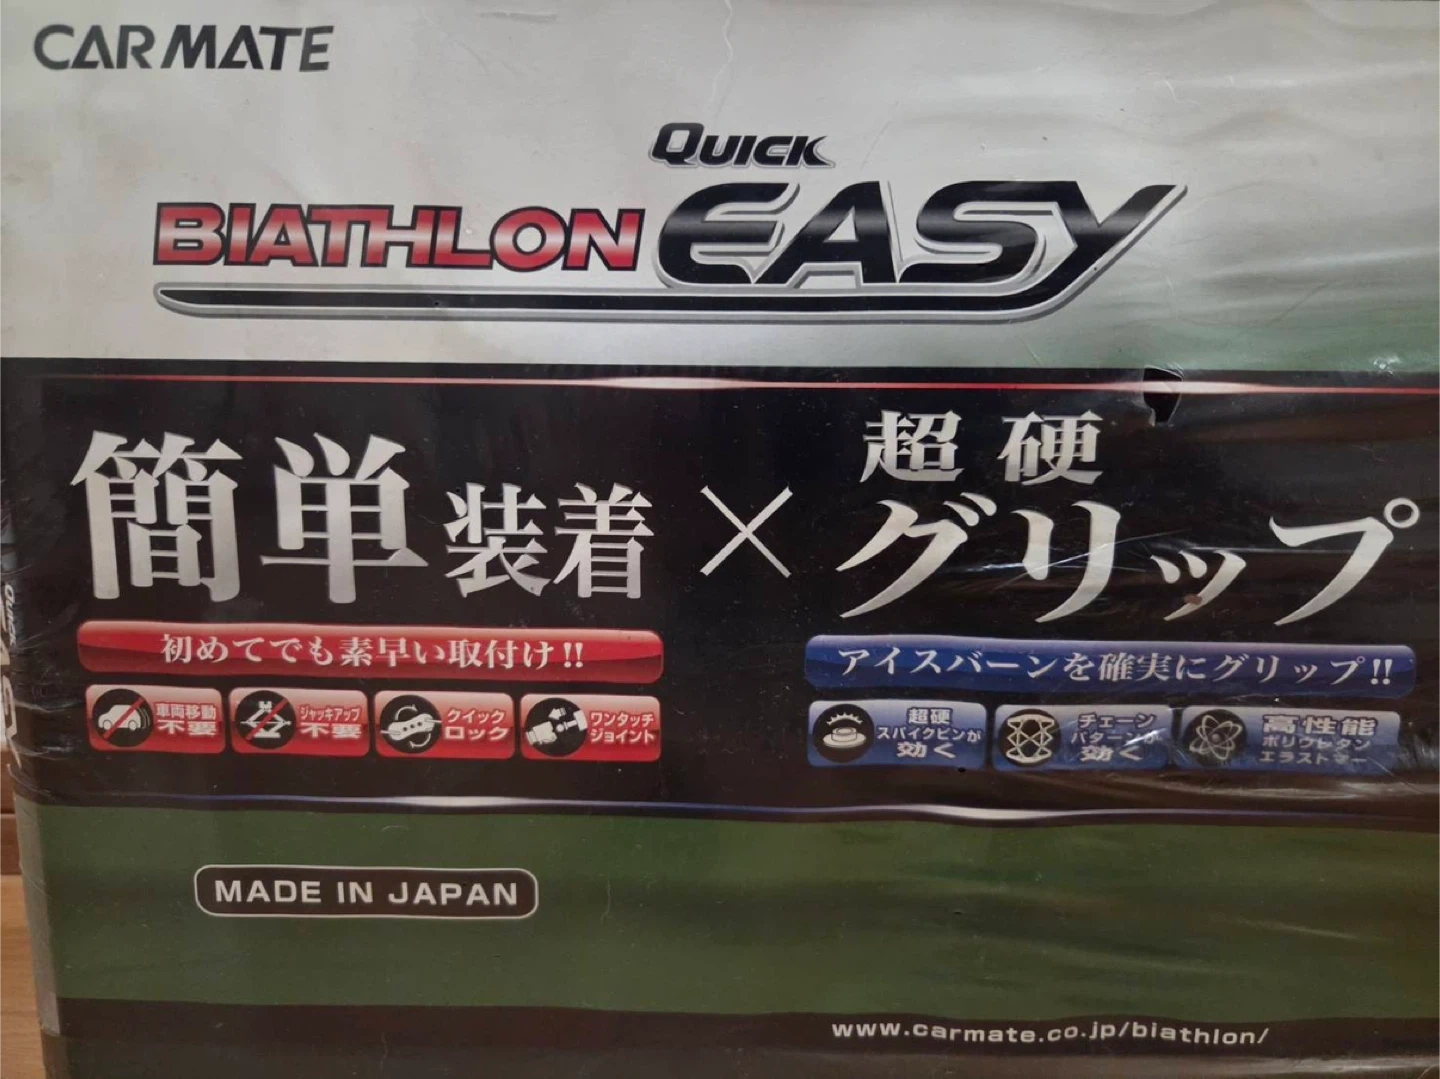 CARMATE
QUICK
BIATHLON EASY
簡単装着×超硬グリップ
初めてでも素早い取付け!!
アイスバーンを確実にグリップ!!
車両移動
不要
ジャッキアップ
不要
クイック
ロック
ワンタッチ
ジョイント
超硬
スパイクピンが
効く
チェーン
パターンが
効く
高性能
ポリウレタン
エラストマー
MADE IN JAPAN
www.carmate.co.jp/biathlon/